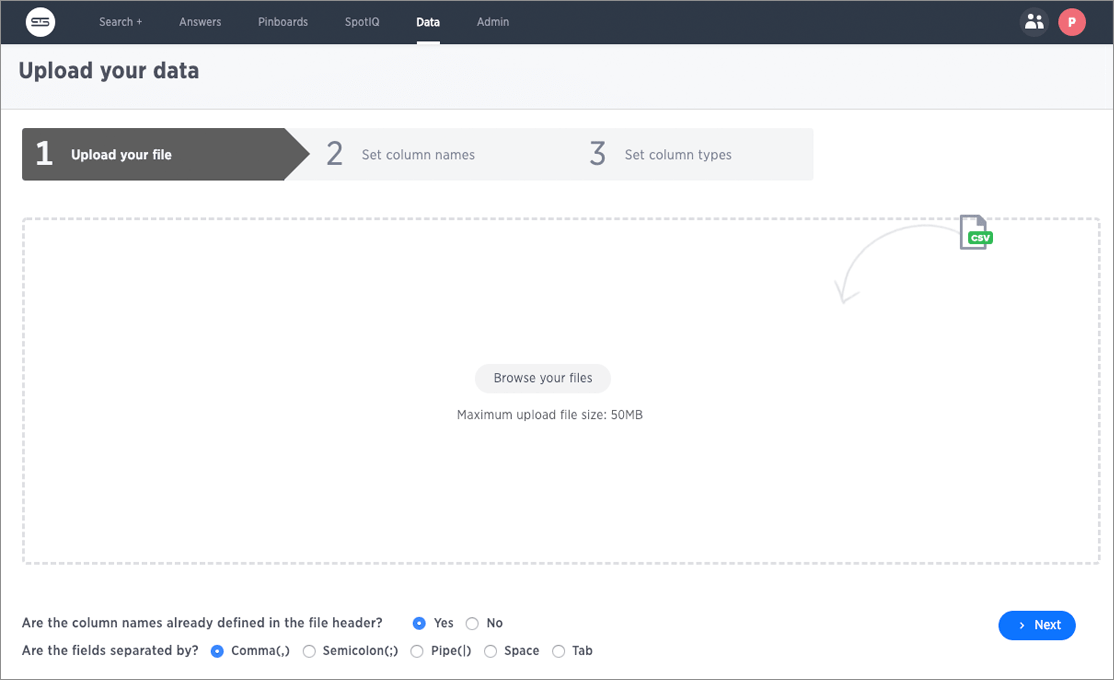 Search + Answers Pinboards SpotIQ Data Admin P
Upload your data
1 Upload your file 2 Set column names 3 Set column types
CSV
Browse your files
Maximum upload file size: 50MB
Are the column names already defined in the file header? Yes No
> Next
Are the fields separated by? Comma(,) Semicolon(;) Pipe(|) Space Tab